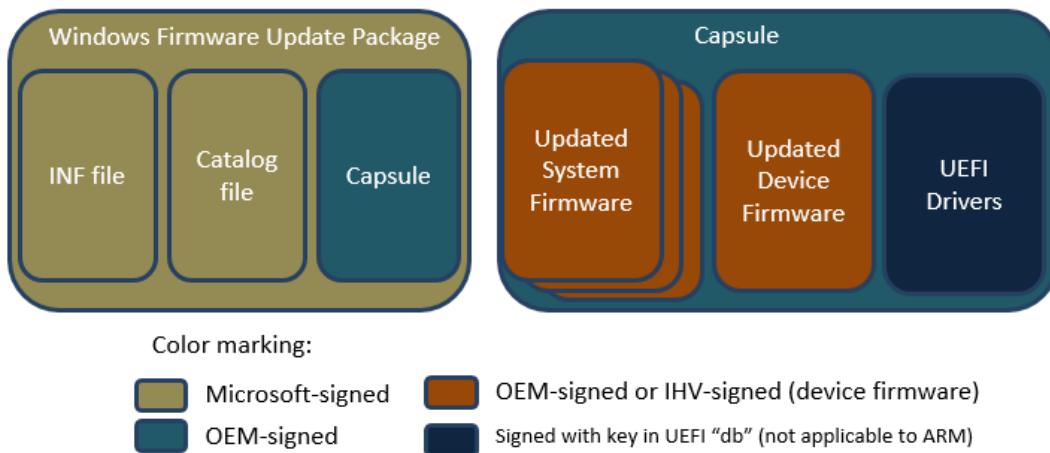 Windows Firmware Update Package
INF file
Catalog
file
Capsule
Capsule
Updated
System
Firmware
Updated
Device
Firmware
UEFI
Drivers
Color marking:
Microsoft-signed
OEM-signed
OEM-signed or IHV-signed (device firmware)
Signed with key in UEFI “db” (not applicable to ARM)